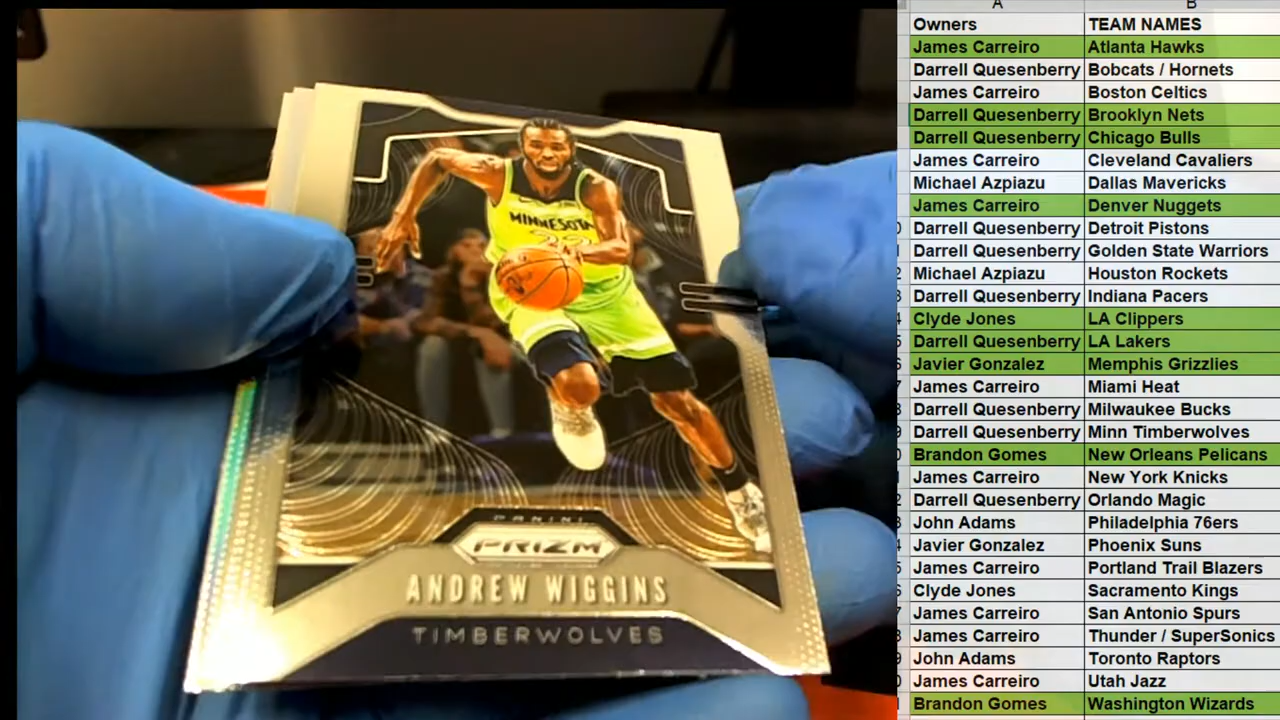 MINNESOTA
22
PANINI
PRIZM
ANDREW WIGGINS
TIMBERWOLVES
A B
Owners TEAM NAMES
James Carreiro Atlanta Hawks
Darrell Quesenberry Bobcats / Hornets
James Carreiro Boston Celtics
Darrell Quesenberry Brooklyn Nets
Darrell Quesenberry Chicago Bulls
James Carreiro Cleveland Cavaliers
Michael Azpiazu Dallas Mavericks
James Carreiro Denver Nuggets
Darrell Quesenberry Detroit Pistons
Darrell Quesenberry Golden State Warriors
Michael Azpiazu Houston Rockets
Darrell Quesenberry Indiana Pacers
Clyde Jones LA Clippers
Darrell Quesenberry LA Lakers
Javier Gonzalez Memphis Grizzlies
James Carreiro Miami Heat
Darrell Quesenberry Milwaukee Bucks
Darrell Quesenberry Minn Timberwolves
Brandon Gomes New Orleans Pelicans
James Carreiro New York Knicks
Darrell Quesenberry Orlando Magic
John Adams Philadelphia 76ers
Javier Gonzalez Phoenix Suns
James Carreiro Portland Trail Blazers
Clyde Jones Sacramento Kings
James Carreiro San Antonio Spurs
James Carreiro Thunder / SuperSonics
John Adams Toronto Raptors
James Carreiro Utah Jazz
Brandon Gomes Washington Wizards